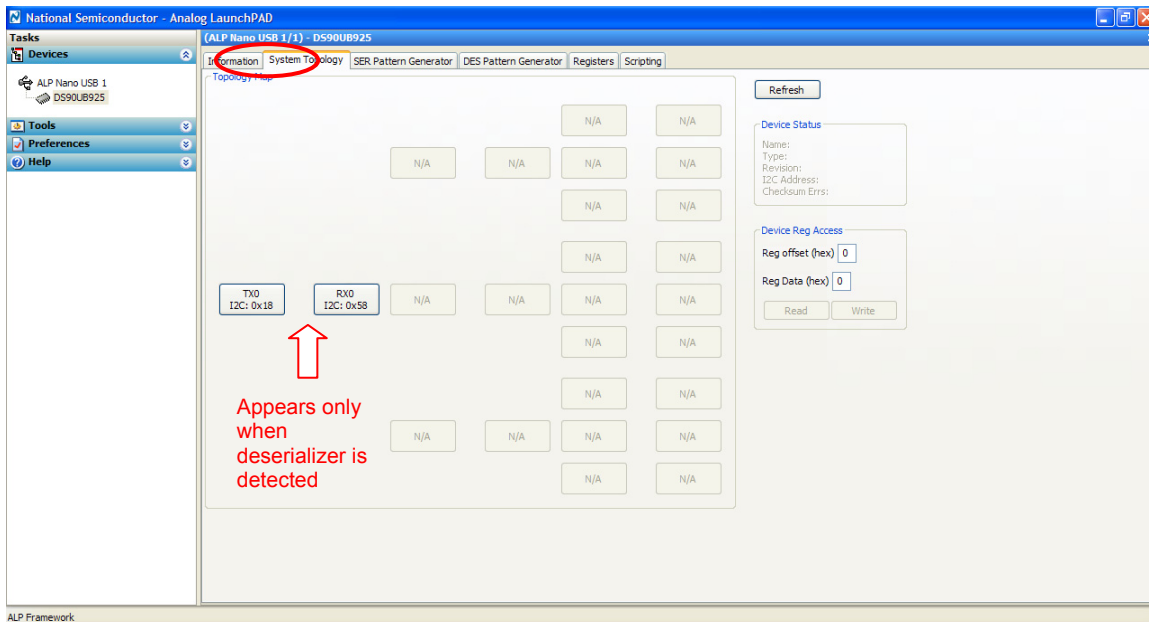 National Semiconductor - Analog LaunchPAD
Tasks
(ALP Nano USB 1/1) - DS90UB925
Devices
ALP Nano USB 1
DS90UB925
Tools
Preferences
Help
Information System Topology SER Pattern Generator DES Pattern Generator Registers Scripting
Topology Map
N/A N/A
N/A N/A N/A N/A
N/A N/A
N/A N/A
TX0
I2C: 0x18
RX0
I2C: 0x58
N/A N/A N/A N/A
N/A N/A
N/A N/A
N/A N/A N/A N/A
N/A N/A
Appears only
when
deserializer is
detected
Refresh
Device Status
Name:
Type:
Revision:
I2C Address:
Checksum Errs:
Device Reg Access
Reg offset (hex) 0
Reg Data (hex) 0
Read Write
ALP Framework